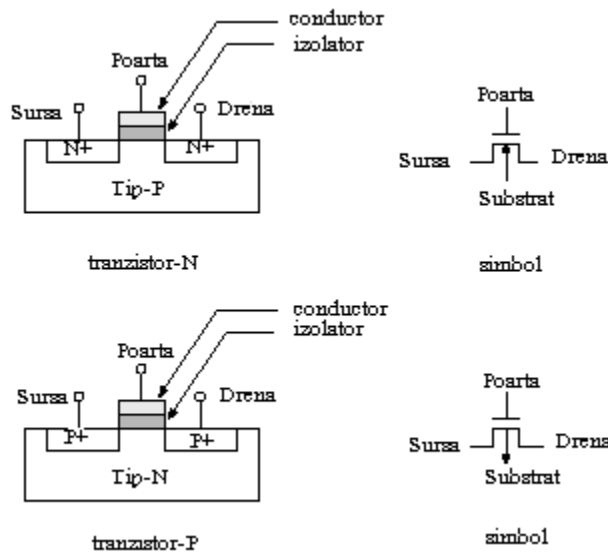 conductor
izolator
Poarta
Sursa
Drena
N+
N+
Tip-P
tranzistor-N
Poarta
Sursa
Drena
Substrat
simbol
conductor
izolator
Poarta
Sursa
Drena
P+
P+
Tip-N
tranzistor-P
Poarta
Sursa
Drena
Substrat
simbol